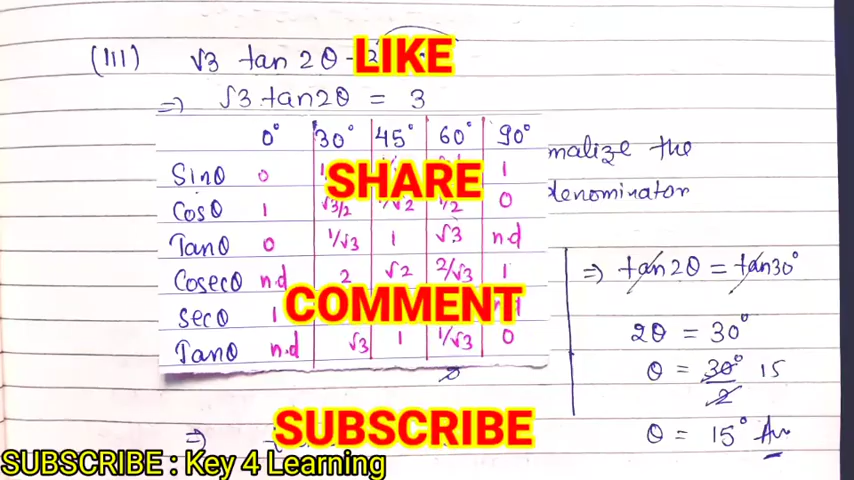 (III) √3 tan 2θ - 2
LIKE
⇒ √3 tan2θ = 3
0° 30° 45° 60° 90°
malize the
Sinθ 0 1
SHARE
enominator
Cosθ 1 √3/2 1/√2 1/2 0
Tanθ 0 1/√3 1 √3 n.d
Cosecθ n.d 2 √2 2/√3 1
⇒ tan2θ = tan30°
COMMENT
secθ 1
2θ = 30°
Tanθ n.d √3 1 1/√3 0
θ = 30° 15
2
⇒
SUBSCRIBE
θ = 15° Ans
SUBSCRIBE : Key 4 Learning